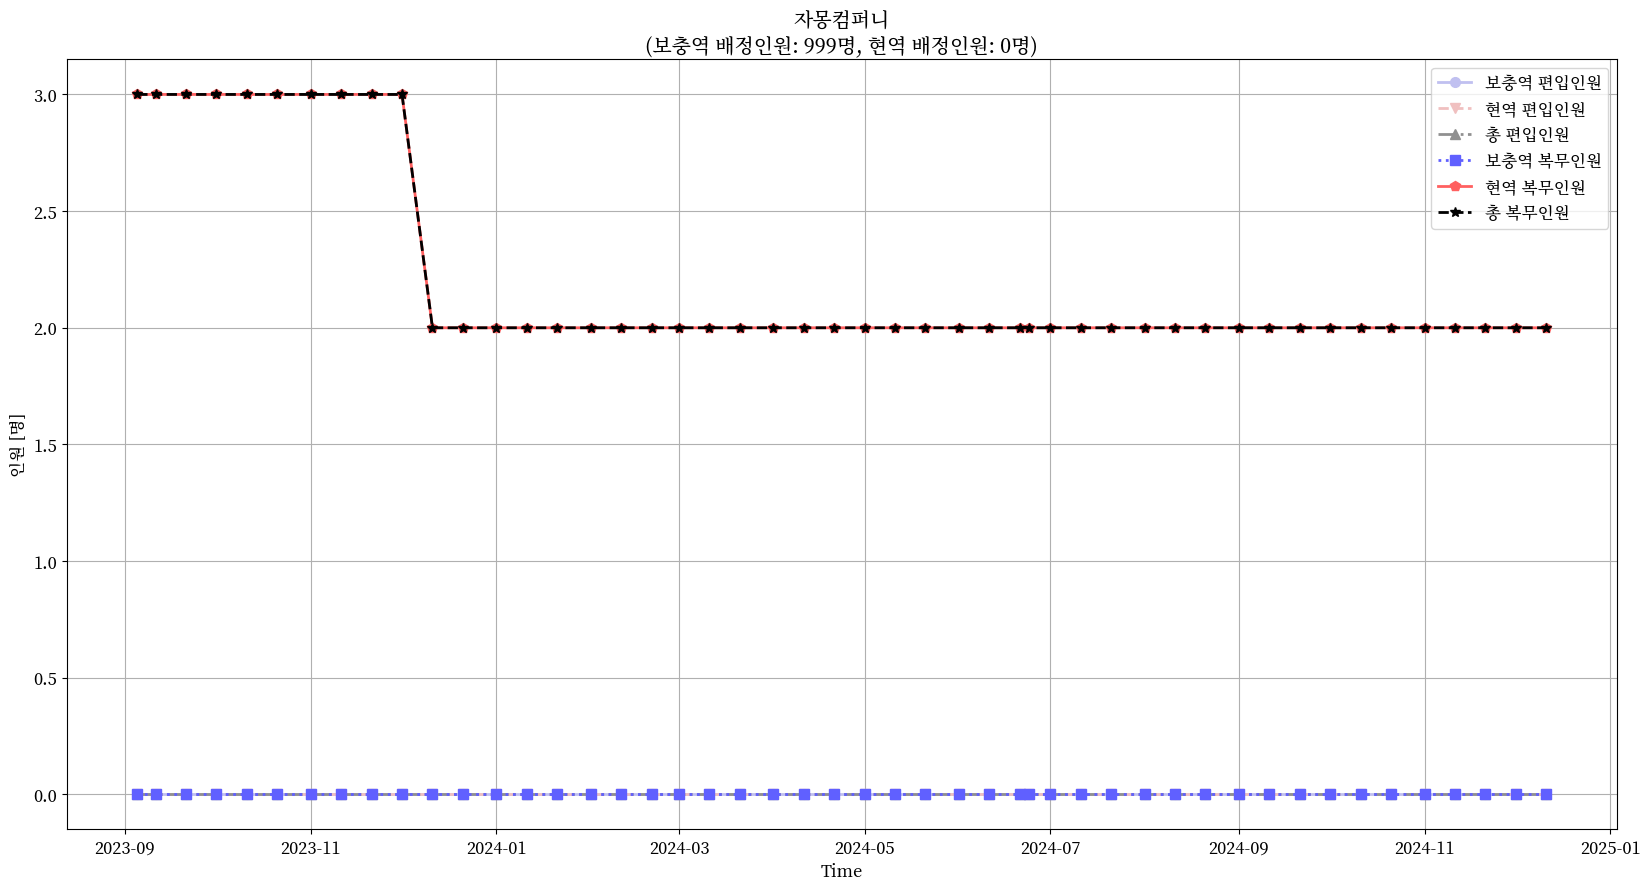 자몽컴퍼니
(보충역 배정인원: 999명, 현역 배정인원: 0명)
보충역 편입인원
현역 편입인원
총 편입인원
보충역 복무인원
현역 복무인원
총 복무인원
3.0
2.5
2.0
1.5
1.0
0.5
0.0
인원 [명]
2023-09
2023-11
2024-01
2024-03
2024-05
2024-07
2024-09
2024-11
2025-01
Time